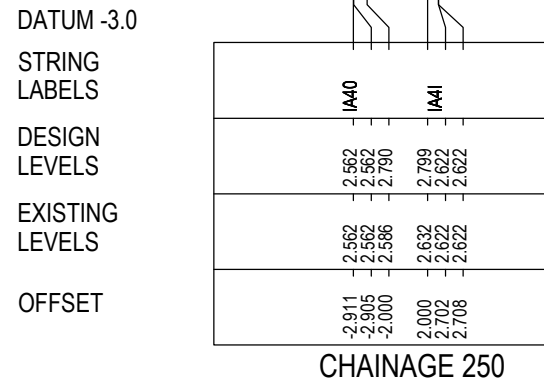 DATUM -3.0
STRING
LABELS
IA40
IA41
DESIGN
LEVELS
2.562
2.562
2.790
2.799
2.622
2.622
EXISTING
LEVELS
2.562
2.562
2.586
2.632
2.622
2.622
OFFSET
-2.911
-2.905
-2.000
2.000
2.702
2.708
CHAINAGE 250